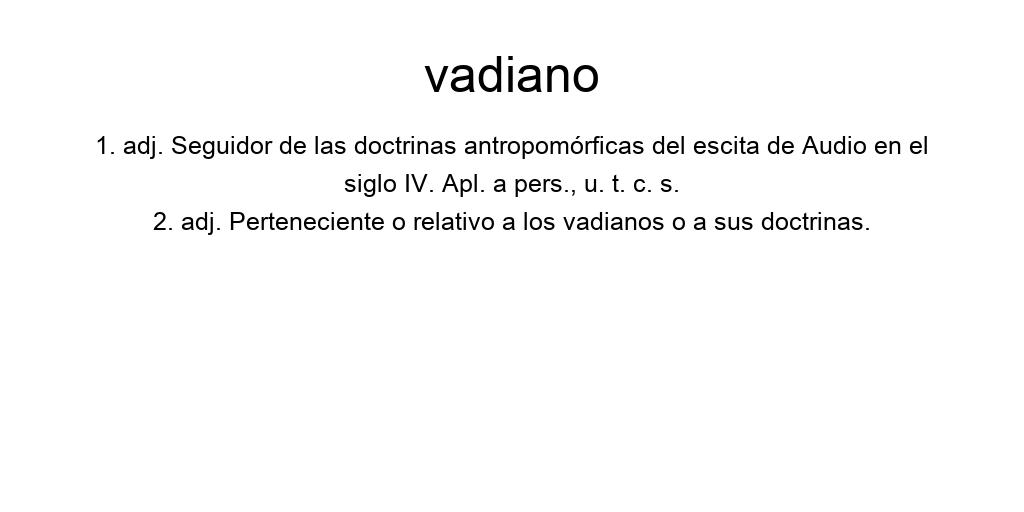 vadiano
1. adj. Seguidor de las doctrinas antropomórficas del escita de Audio en el
siglo IV. Apl. a pers., u. t. c. s.
2. adj. Perteneciente o relativo a los vadianos o a sus doctrinas.